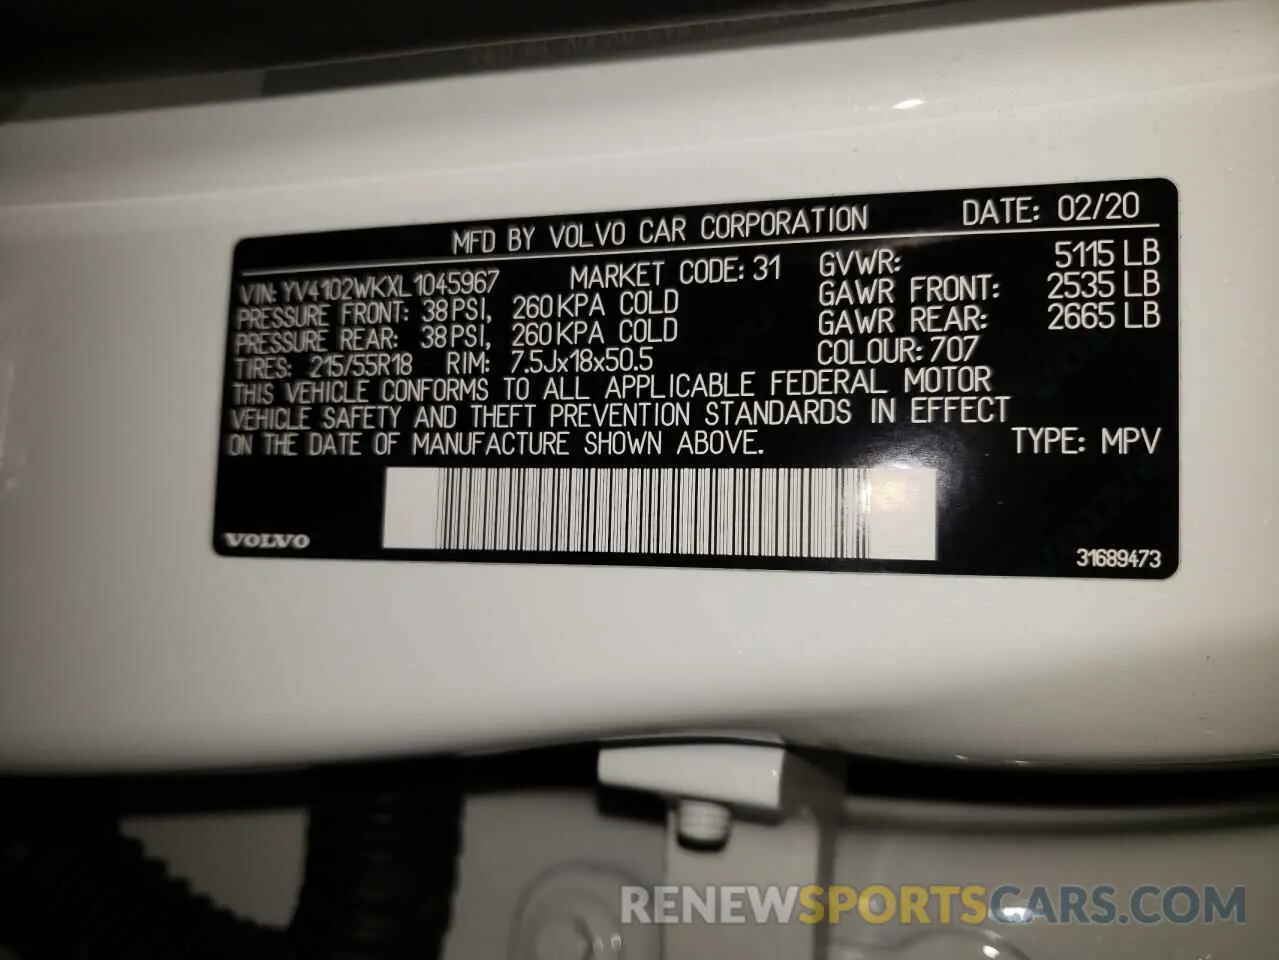 MFD BY VOLVO CAR CORPORATION DATE: 02/20
VIN: YV4102WKXL1045967 MARKET CODE: 31 GVWR: 5115 LB
PRESSURE FRONT: 38 PSI, 260 KPA COLD GAWR FRONT: 2535 LB
PRESSURE REAR: 38 PSI, 260 KPA COLD GAWR REAR: 2665 LB
TIRES: 215/55R18 RIM: 7.5Jx18x50.5 COLOUR: 707
THIS VEHICLE CONFORMS TO ALL APPLICABLE FEDERAL MOTOR
VEHICLE SAFETY AND THEFT PREVENTION STANDARDS IN EFFECT
ON THE DATE OF MANUFACTURE SHOWN ABOVE. TYPE: MPV
VOLVO 31689473
RENEWSPORTSCARS.COM